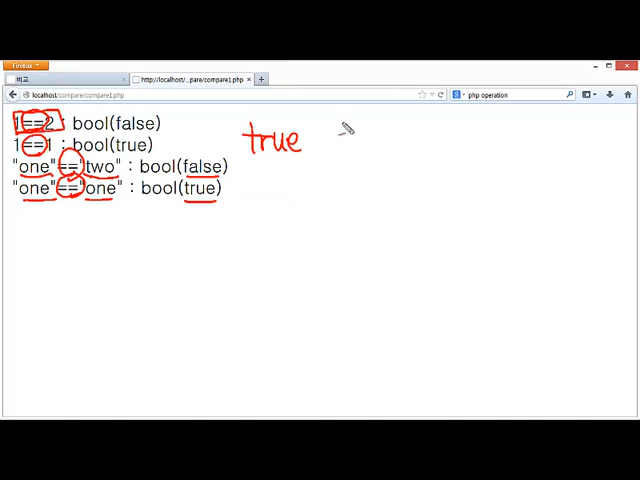 Firefox
비교
http://localhost/...pare/compare1.php
localhost/compare/compare1.php
php operation
1==2 : bool(false)
1==1 : bool(true)
"one"=="two" : bool(false)
"one"=="one" : bool(true)
true